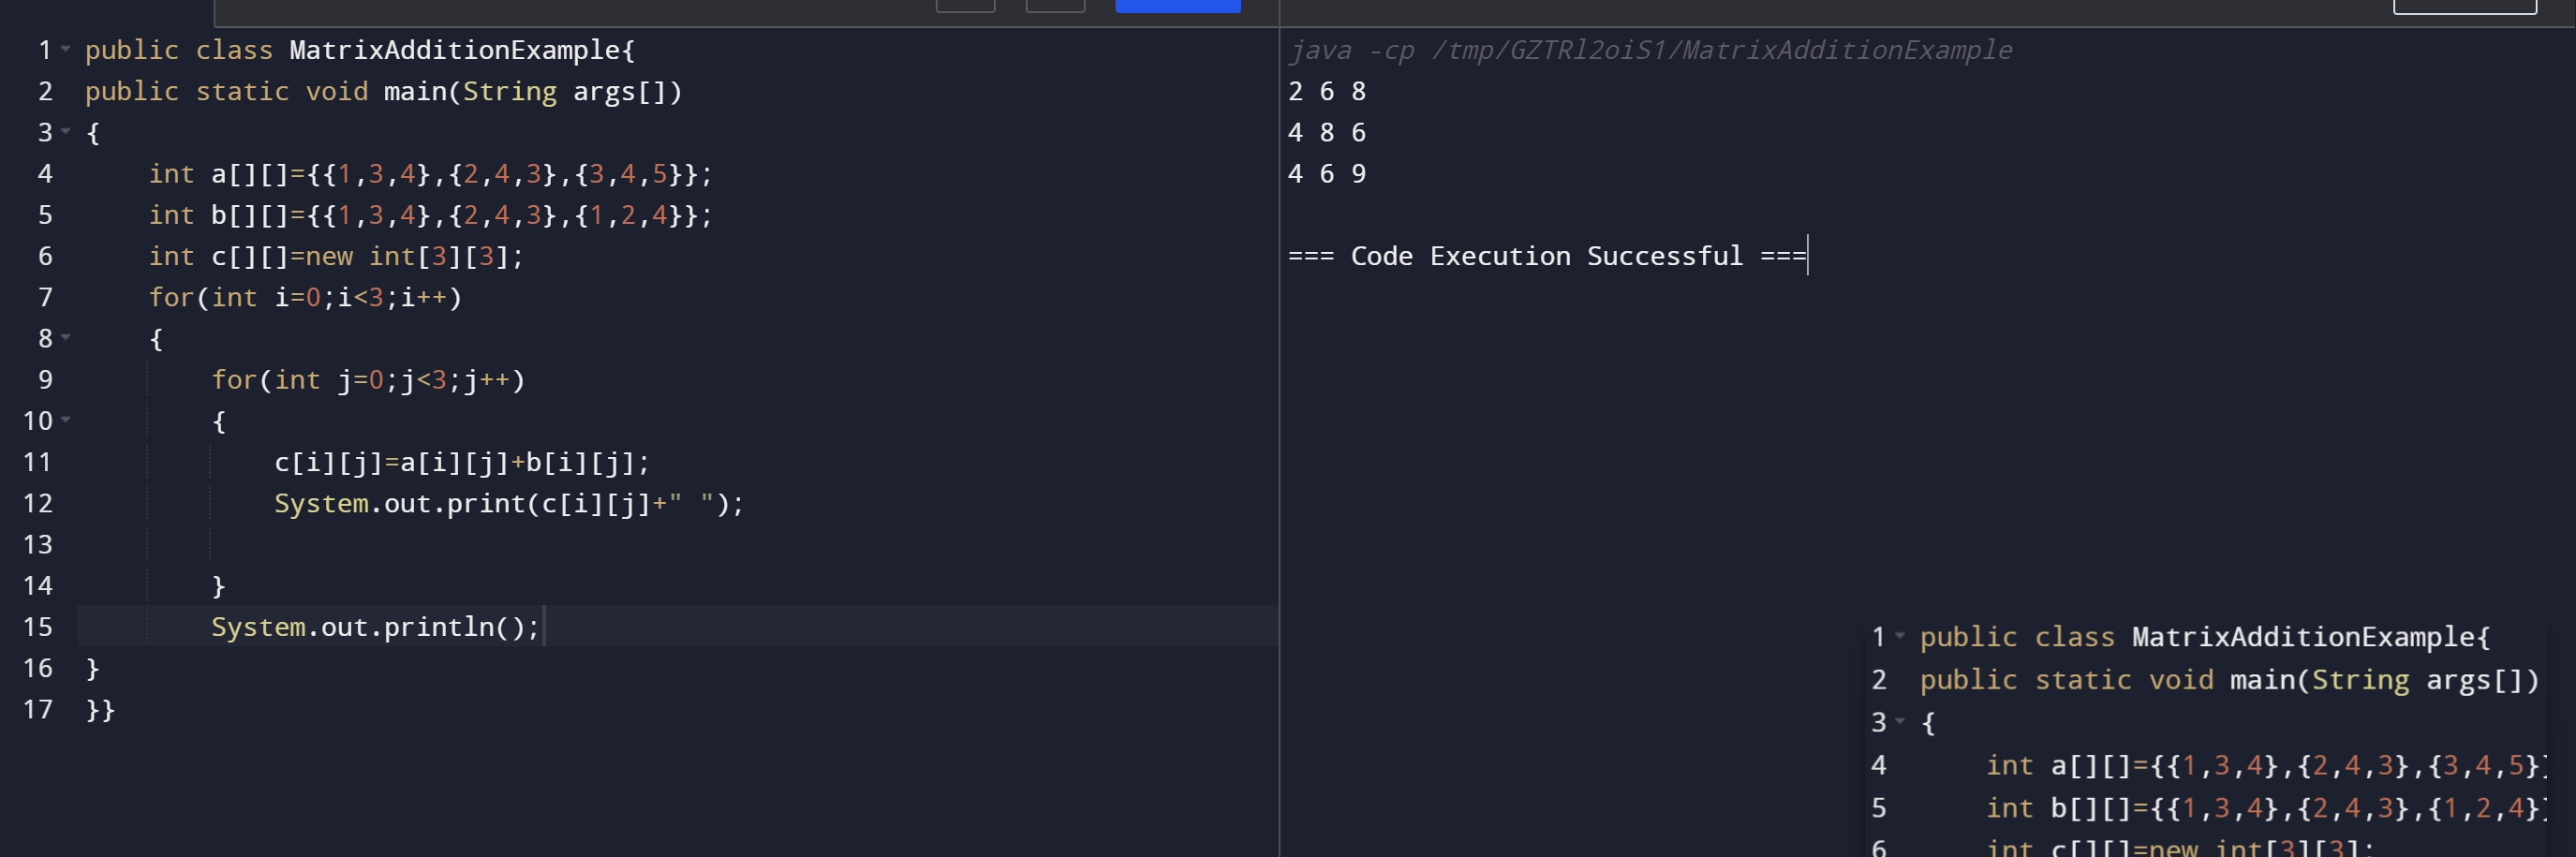 1 public class MatrixAdditionExample{
2 public static void main(String args[])
3 {
4     int a[][]={{1,3,4},{2,4,3},{3,4,5}};
5     int b[][]={{1,3,4},{2,4,3},{1,2,4}};
6     int c[][]=new int[3][3];
7     for(int i=0;i<3;i++)
8     {
9         for(int j=0;j<3;j++)
10         {
11             c[i][j]=a[i][j]+b[i][j];
12             System.out.print(c[i][j]+" ");
13
14         }
15         System.out.println();
16 }
17 }}
java -cp /tmp/GZTRl2oiS1/MatrixAdditionExample
2 6 8
4 8 6
4 6 9
=== Code Execution Successful ===
1 public class MatrixAdditionExample{
2 public static void main(String args[])
3 {
4     int a[][]={{1,3,4},{2,4,3},{3,4,5}}
5     int b[][]={{1,3,4},{2,4,3},{1,2,4}}
6     int c[][]=new int[3][3];